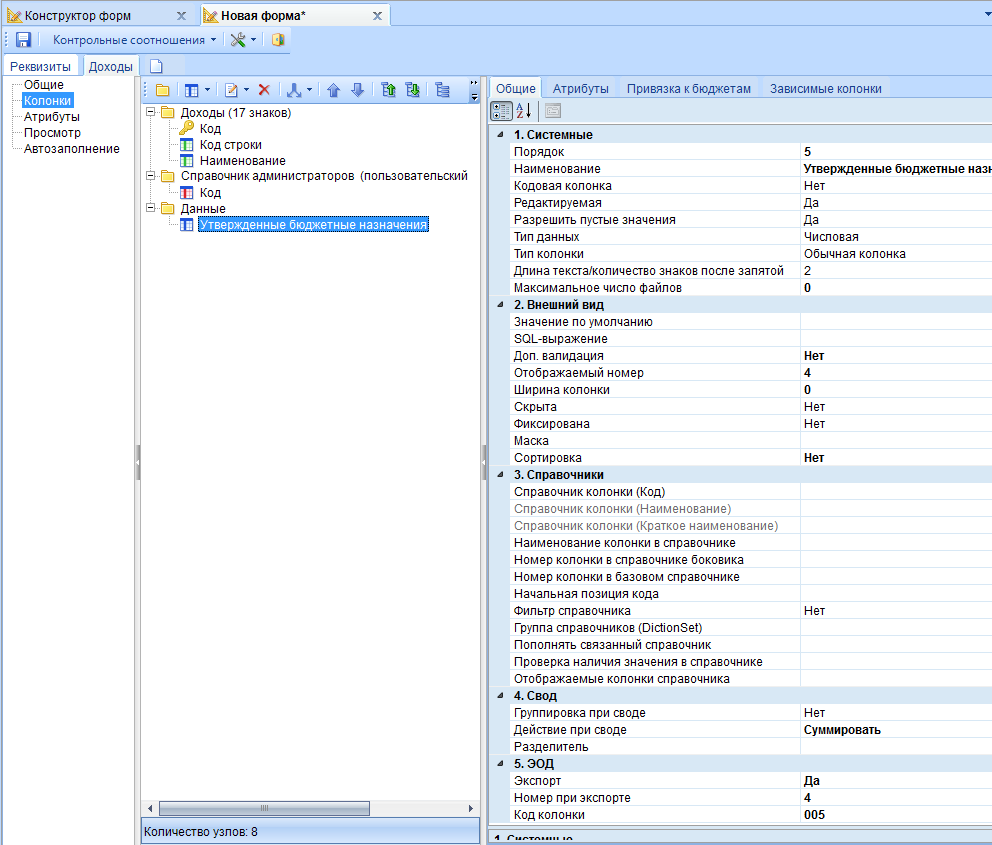 Конструктор форм
Новая форма*
Контрольные соотношения
Реквизиты
Доходы
Общие
Колонки
Атрибуты
Просмотр
Автозаполнение
Доходы (17 знаков)
Код
Код строки
Наименование
Справочник администраторов (пользовательский
Код
Данные
Утвержденные бюджетные назначения
Количество узлов: 8
Общие
Атрибуты
Привязка к бюджетам
Зависимые колонки
1. Системные
Порядок 5
Наименование Утвержденные бюджетные
Кодовая колонка Нет
Редактируемая Да
Разрешить пустые значения Да
Тип данных Числовая
Тип колонки Обычная колонка
Длина текста/количество знаков после запятой 2
Максимальное число файлов 0
2. Внешний вид
Значение по умолчанию
SQL-выражение
Доп. валидация Нет
Отображаемый номер 4
Ширина колонки 0
Скрыта Нет
Фиксирована Нет
Маска
Сортировка Нет
3. Справочники
Справочник колонки (Код)
Справочник колонки (Наименование)
Справочник колонки (Краткое наименование)
Наименование колонки в справочнике
Номер колонки в справочнике боковика
Номер колонки в базовом справочнике
Начальная позиция кода
Фильтр справочника Нет
Группа справочников (DictionSet)
Пополнять связанный справочник
Проверка наличия значения в справочнике
Отображаемые колонки справочника
4. Свод
Группировка при своде Нет
Действие при своде Суммировать
Разделитель
5. ЭОД
Экспорт Да
Номер при экспорте 4
Код колонки 005
1. Системные